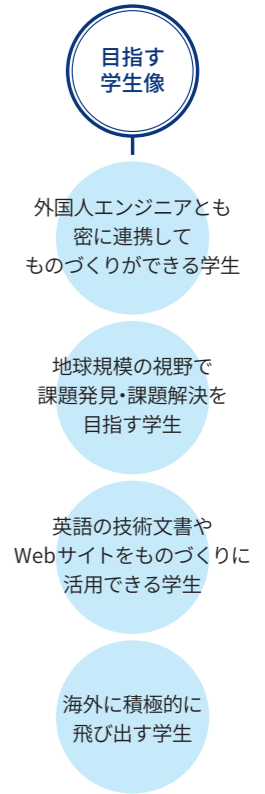 目指す
学生像
外国人エンジニアとも
密に連携して
ものづくりができる学生
地球規模の視野で
課題発見・課題解決を
目指す学生
英語の技術文書や
Webサイトをものづくりに
活用できる学生
海外に積極的に
飛び出す学生